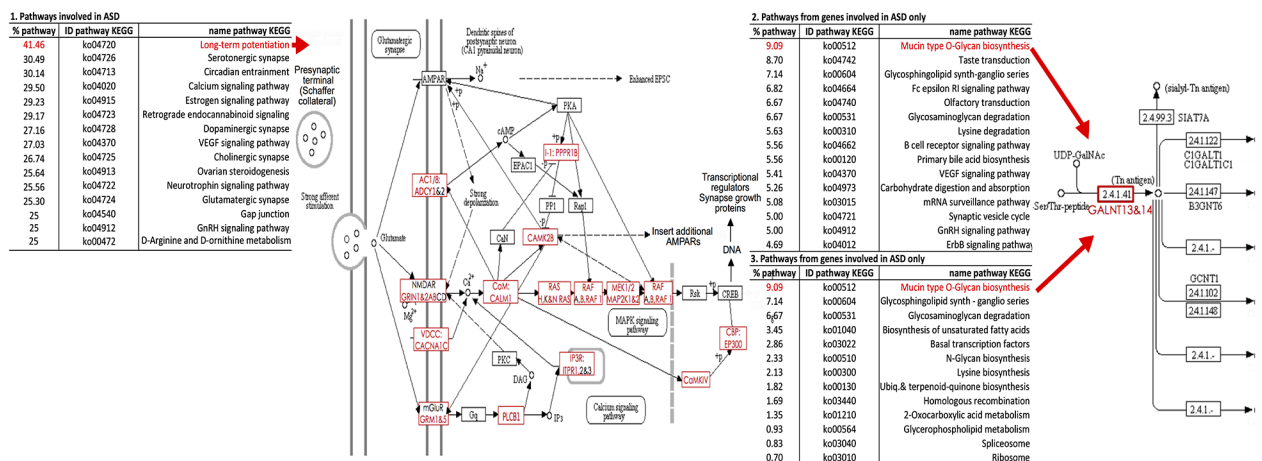 1. Pathways involved in ASD
% pathway ID pathway KEGG name pathway KEGG
41.46 ko04720 Long-term potentiation
30.49 ko04726 Serotonergic synapse
30.14 ko04713 Circadian entrainment
29.50 ko04020 Calcium signaling pathway
29.23 ko04915 Estrogen signaling pathway
29.17 ko04723 Retrograde endocannabinoid signaling
27.16 ko04728 Dopaminergic synapse
27.03 ko04370 VEGF signaling pathway
26.74 ko04725 Cholinergic synapse
25.64 ko04913 Ovarian steroidogenesis
25.56 ko04722 Neurotrophin signaling pathway
25.30 ko04724 Glutamatergic synapse
25 ko04540 Gap junction
25 ko04912 GnRH signaling pathway
25 ko00472 D-Arginine and D-ornithine metabolism
Presynaptic
terminal
(Schaffer
collateral)
Strong afferent
stimulation
Glutamatergic
synapse
Dendritic spines of
postsynaptic neuron
(CA1 pyramidal neuron)
AMPAR
Na+
Enhanced EPSC
+p
+p
PKA
cAMP
+p
EPAC1
I-1: PPPR1B
-p
AC1/8:
ADCY1&2
Strong
depolarization
PP1
Rap1
-p
Glutamate
CaN
CAMK2B
Insert additional
AMPARs
Transcriptional
regulators
Synapse growth
proteins
DNA
NMDAR
GRIN1&2ABCD
Mg2+
Ca2+
CaM:
CALM1
RAS
H,K&N RAS
RAF
A,B,RAF1
MEK1/2
MAP2K1&2
RAF
A,B,RAF1
Rsk
+p
CREB
MAPK signaling
pathway
VDCC:
CACNA1C
CBP:
EP300
+p
PKC
IP3R:
ITPR1,2&3
DAG
CaMKIV
mGluR
GRM1&5
Gq
PLCB1
IP3
Calcium signaling
pathway
2. Pathways from genes involved in ASD only
% pathway ID pathway KEGG name pathway KEGG
9.09 ko00512 Mucin type O-Glycan biosynthesis
8.70 ko04742 Taste transduction
7.14 ko00604 Glycosphingolipid synth-ganglio series
6.82 ko04664 Fc epsilon RI signaling pathway
6.67 ko04740 Olfactory transduction
6.67 ko00531 Glycosaminoglycan degradation
5.63 ko00310 Lysine degradation
5.56 ko04662 B cell receptor signaling pathway
5.56 ko00120 Primary bile acid biosynthesis
5.41 ko04370 VEGF signaling pathway
5.26 ko04973 Carbohydrate digestion and absorption
5.08 ko03015 mRNA surveillance pathway
5.00 ko04721 Synaptic vesicle cycle
5.00 ko04912 GnRH signaling pathway
4.69 ko04012 ErbB signaling pathway
3. Pathways from genes involved in ASD only
% pathway ID pathway KEGG name pathway KEGG
9.09 ko00512 Mucin type O-Glycan biosynthesis
7.14 ko00604 Glycosphingolipid synth - ganglio series
6.67 ko00531 Glycosaminoglycan degradation
3.45 ko01040 Biosynthesis of unsaturated fatty acids
2.86 ko03022 Basal transcription factors
2.33 ko00510 N-Glycan biosynthesis
2.13 ko00300 Lysine biosynthesis
1.82 ko00130 Ubiq.& terpenoid-quinone biosynthesis
1.69 ko03440 Homologous recombination
1.35 ko01210 2-Oxocarboxylic acid metabolism
0.93 ko00564 Glycerophospholipid metabolism
0.83 ko03040 Spliceosome
0.70 ko03010 Ribosome
(sialyl-Tn antigen)
2.4.99.3 SIAT7A
UDP-GalNAc
(Tn antigen)
Ser/Thr-peptide
2.4.1.41
GALNT13&14
2.4.1.122
C1GALT1
C1GALTIC1
2.4.1.147
B3GNT6
2.4.1.-
GCNT1
2.4.1.102
2.4.1.148
2.4.1.-
2.4.1.-